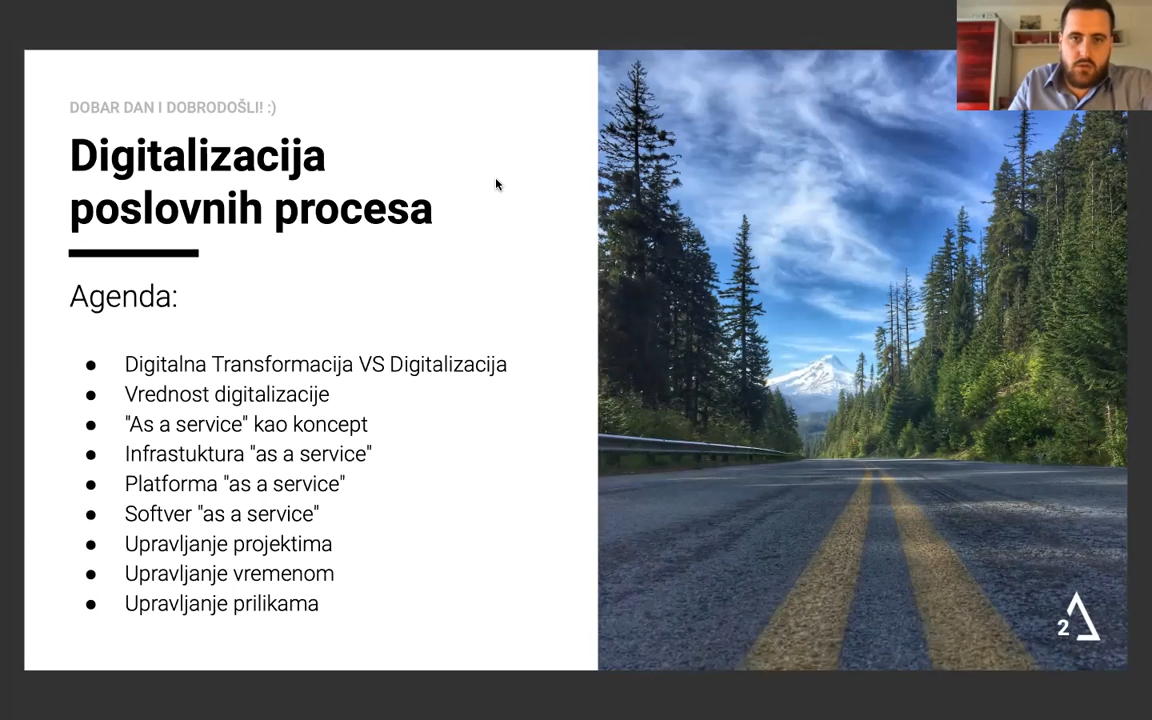 DOBAR DAN I DOBRODOŠLI! :)
Digitalizacija
poslovnih procesa
Agenda:
● Digitalna Transformacija VS Digitalizacija
● Vrednost digitalizacije
● "As a service" kao koncept
● Infrastuktura "as a service"
● Platforma "as a service"
● Softver "as a service"
● Upravljanje projektima
● Upravljanje vremenom
● Upravljanje prilikama
2